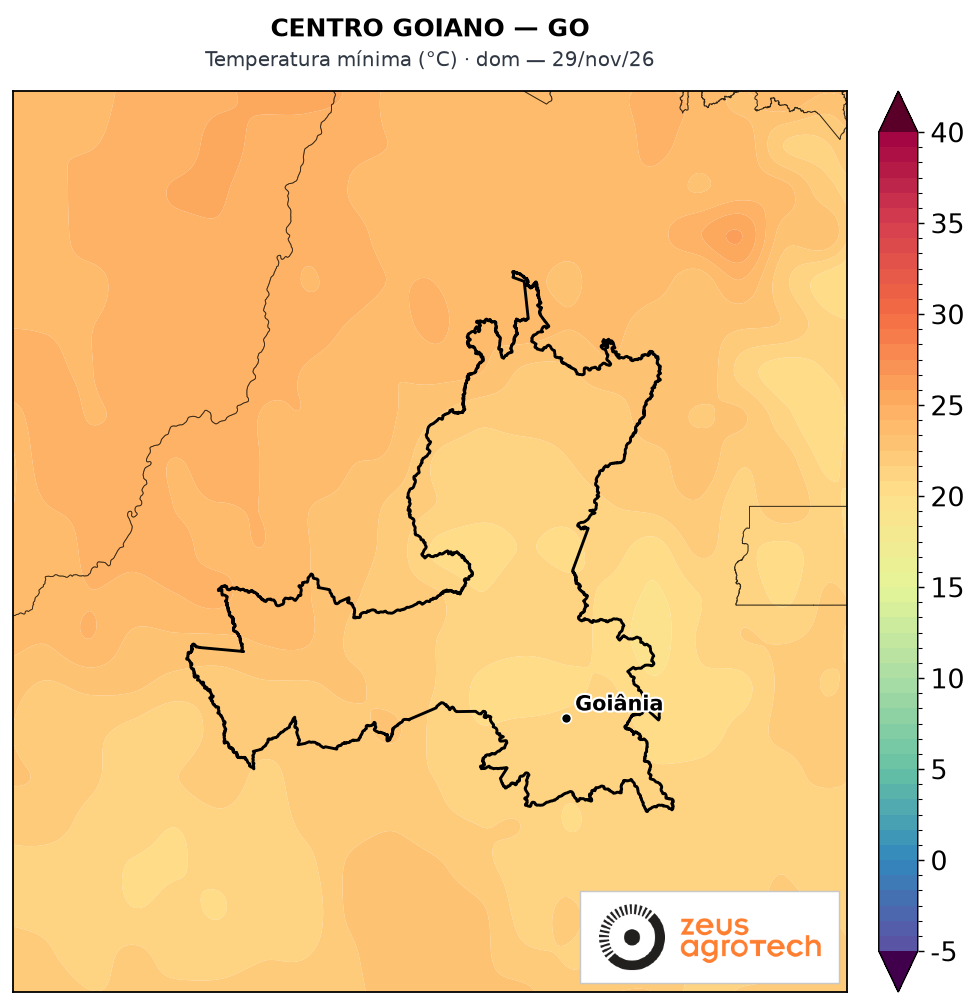 CENTRO GOIANO — GO
Temperatura mínima (°C) · dom — 29/nov/26
40
35
30
25
20
15
10
5
0
-5
Goiânia
zeus
agrotech